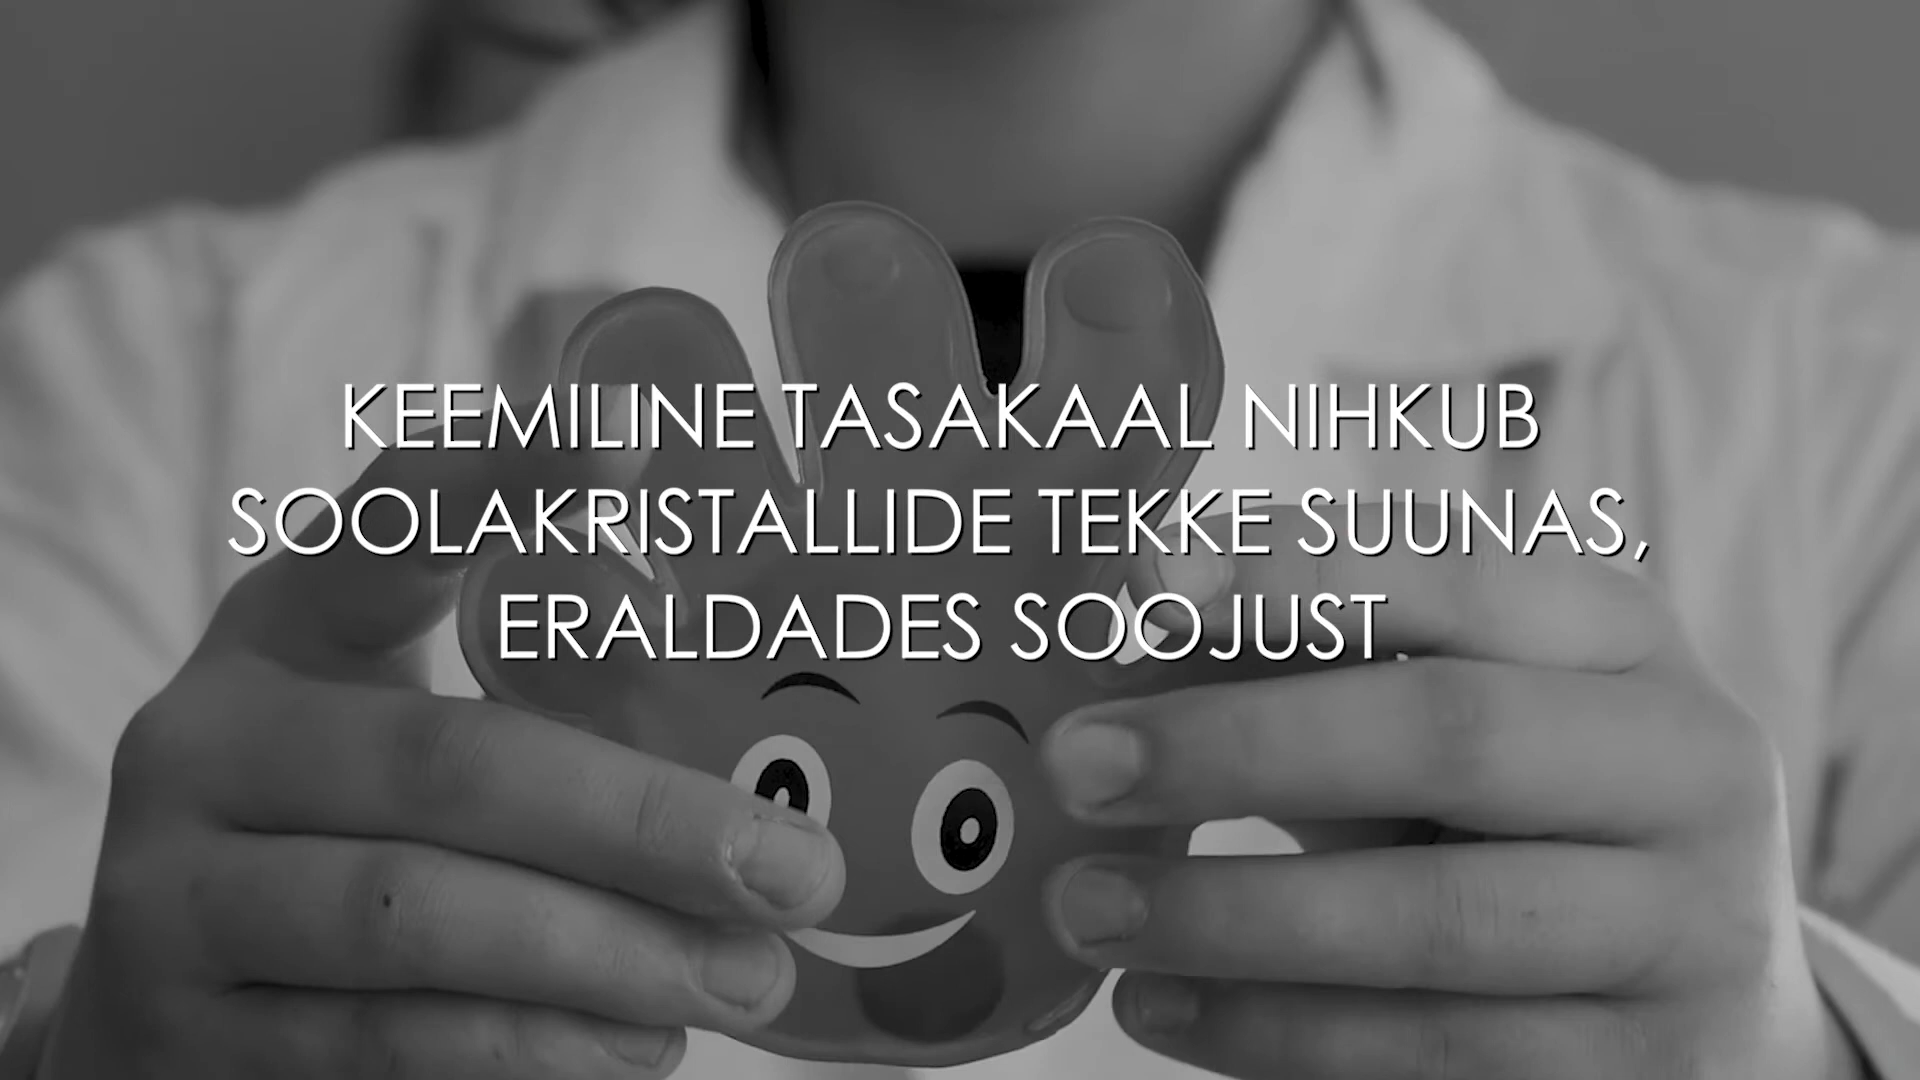 KEEMILINE TASAKAAL NIHKUB
SOOLAKRISTALLIDE TEKKE SUUNAS,
ERALDADES SOOJUST.